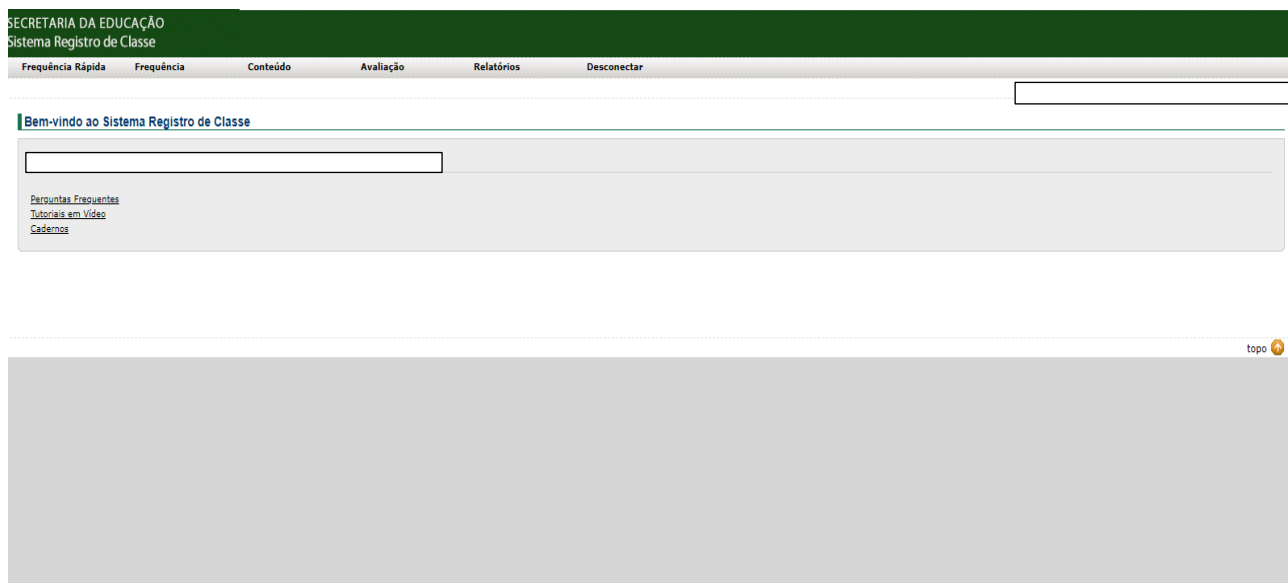 SECRETARIA DA EDUCAÇÃO
Sistema Registro de Classe
Frequência Rápida Frequência Conteúdo Avaliação Relatórios Desconectar
Bem-vindo ao Sistema Registro de Classe
Perguntas Frequentes
Tutoriais em Vídeo
Cadernos
topo